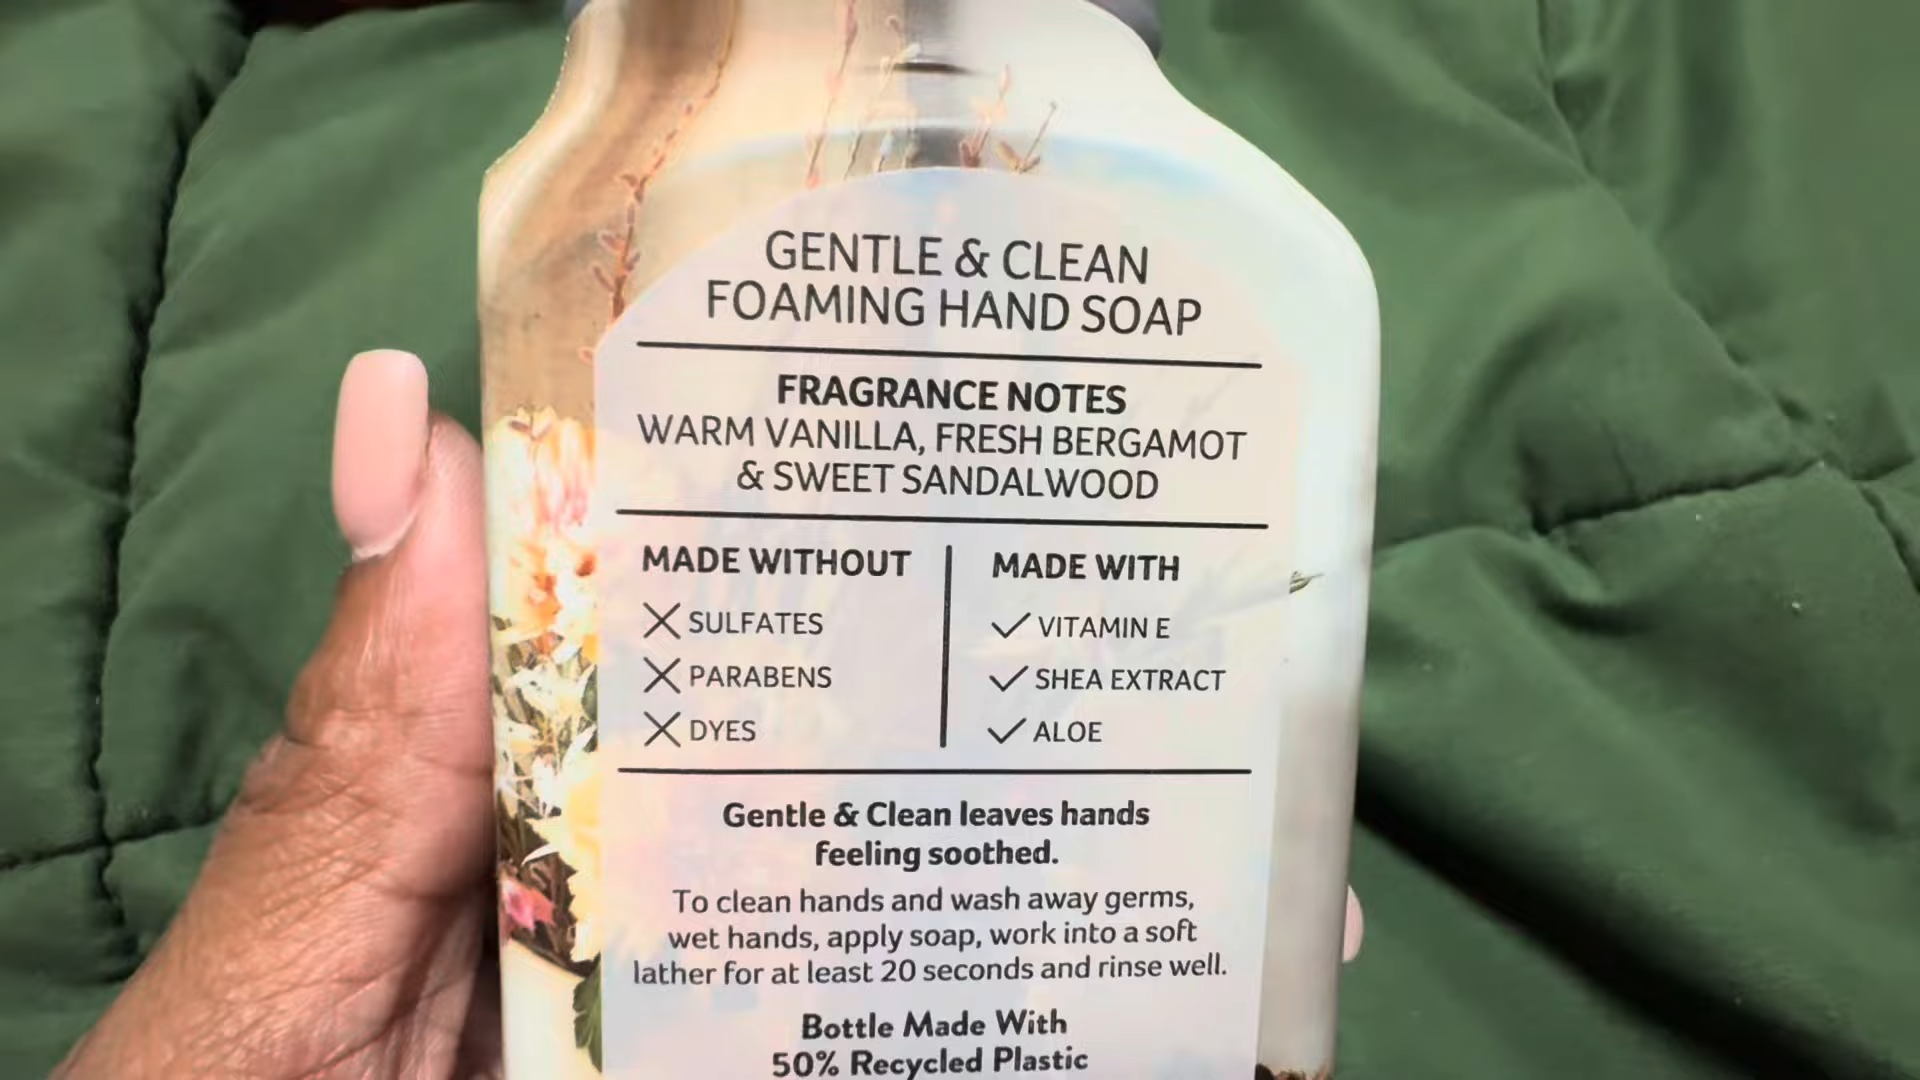 GENTLE & CLEAN
FOAMING HAND SOAP
FRAGRANCE NOTES
WARM VANILLA, FRESH BERGAMOT
& SWEET SANDALWOOD
MADE WITHOUT
SULFATES
PARABENS
DYES
MADE WITH
VITAMIN E
SHEA EXTRACT
ALOE
Gentle & Clean leaves hands
feeling soothed.
To clean hands and wash away germs,
wet hands, apply soap, work into a soft
lather for at least 20 seconds and rinse well.
Bottle Made With
50% Recycled Plastic